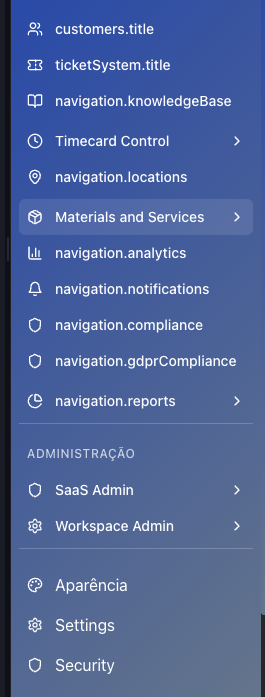 customers.title
ticketSystem.title
navigation.knowledgeBase
Timecard Control
navigation.locations
Materials and Services
navigation.analytics
navigation.notifications
navigation.compliance
navigation.gdprCompliance
navigation.reports
ADMINISTRAÇÃO
SaaS Admin
Workspace Admin
Aparência
Settings
Security